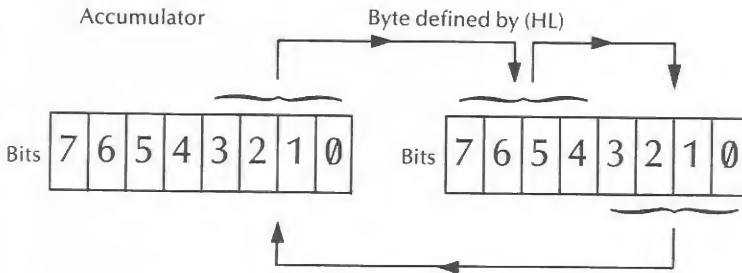 Accumulator Byte defined by (HL)
Bits 7 6 5 4 3 2 1 0 Bits 7 6 5 4 3 2 1 0